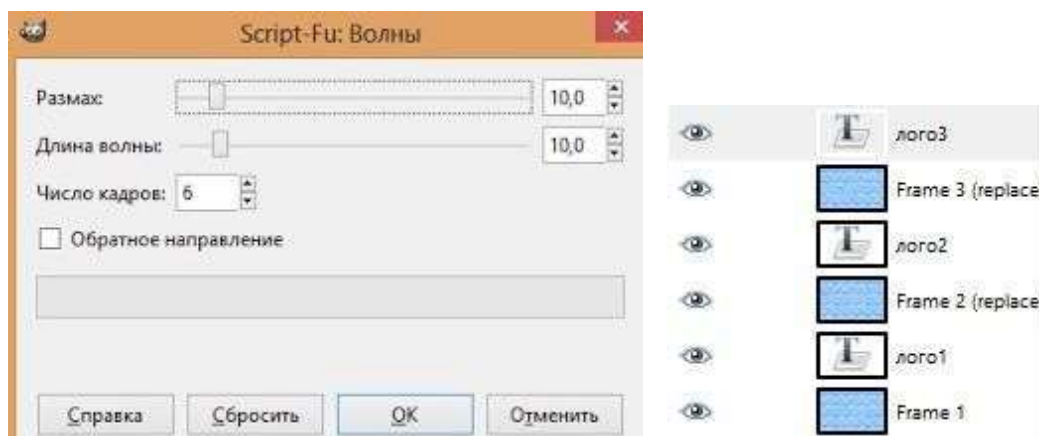 Script-Fu: Волны
Размах: 10,0
Длина волны: 10,0
Число кадров: 6
Обратное направление
Справка Сбросить OK Отменить
лого3
Frame 3 (replace
лого2
Frame 2 (replace
лого1
Frame 1